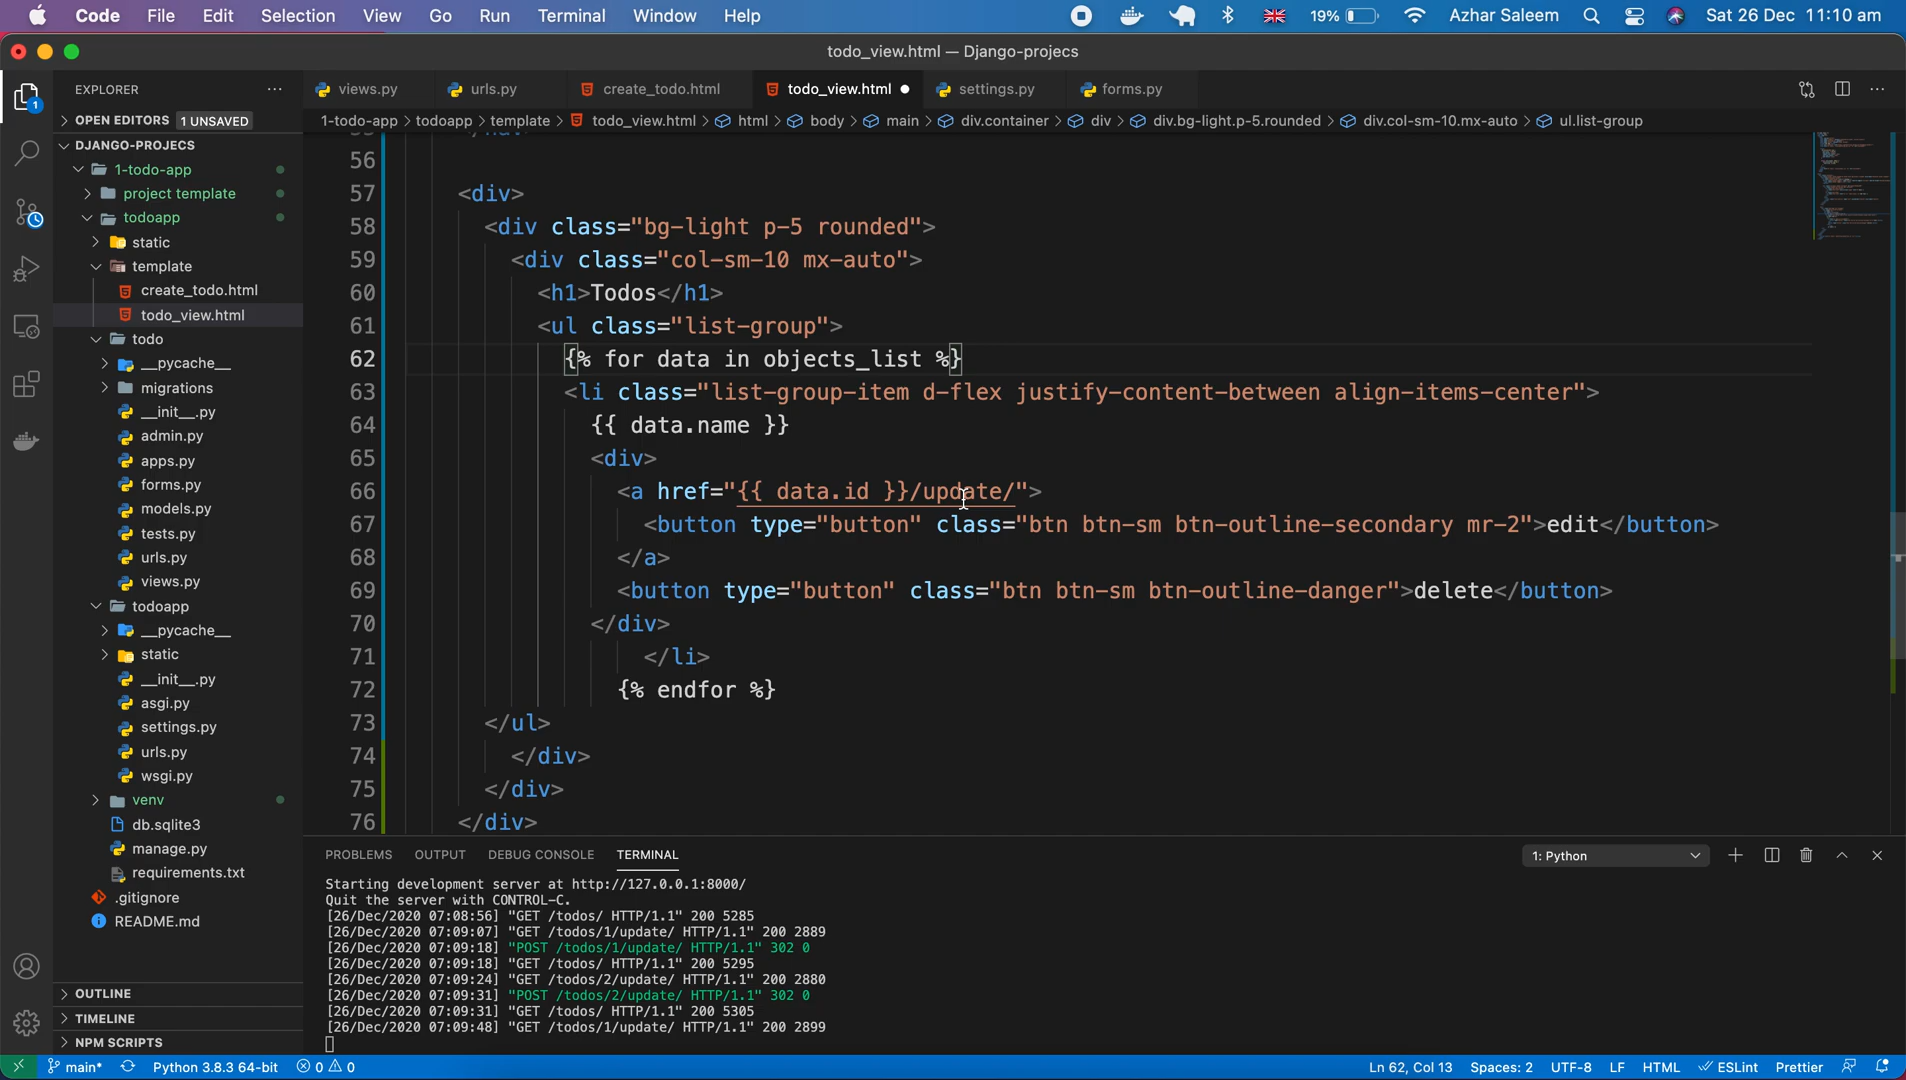 Code File Edit Selection View Go Run Terminal Window Help 19% Azhar Saleem Sat 26 Dec 11:10 am
todo_view.html — Django-projecs
EXPLORER
views.py urls.py create_todo.html todo_view.html settings.py forms.py
OPEN EDITORS 1 UNSAVED
1-todo-app > todoapp > template > todo_view.html > html > body > main > div.container > div > div.bg-light.p-5.rounded > div.col-sm-10.mx-auto > ul.list-group
DJANGO-PROJECS
1-todo-app
project template
todoapp
static
template
create_todo.html
todo_view.html
todo
__pycache__
migrations
__init__.py
admin.py
apps.py
forms.py
models.py
tests.py
urls.py
views.py
todoapp
__pycache__
static
__init__.py
asgi.py
settings.py
urls.py
wsgi.py
venv
db.sqlite3
manage.py
requirements.txt
.gitignore
README.md
OUTLINE
TIMELINE
NPM SCRIPTS
1
56
57 <div>
58 <div class="bg-light p-5 rounded">
59 <div class="col-sm-10 mx-auto">
60 <h1>Todos</h1>
61 <ul class="list-group">
62 {% for data in objects_list %}
63 <li class="list-group-item d-flex justify-content-between align-items-center">
64 {{ data.name }}
65 <div>
66 <a href="{{ data.id }}/update/">
67 <button type="button" class="btn btn-sm btn-outline-secondary mr-2">edit</button>
68 </a>
69 <button type="button" class="btn btn-sm btn-outline-danger">delete</button>
70 </div>
71 </li>
72 {% endfor %}
73 </ul>
74 </div>
75 </div>
76 </div>
PROBLEMS OUTPUT DEBUG CONSOLE TERMINAL 1: Python
Starting development server at http://127.0.0.1:8000/
Quit the server with CONTROL-C.
[26/Dec/2020 07:08:56] "GET /todos/ HTTP/1.1" 200 5285
[26/Dec/2020 07:09:07] "GET /todos/1/update/ HTTP/1.1" 200 2889
[26/Dec/2020 07:09:18] "POST /todos/1/update/ HTTP/1.1" 302 0
[26/Dec/2020 07:09:18] "GET /todos/ HTTP/1.1" 200 5295
[26/Dec/2020 07:09:24] "GET /todos/2/update/ HTTP/1.1" 200 2880
[26/Dec/2020 07:09:31] "POST /todos/2/update/ HTTP/1.1" 302 0
[26/Dec/2020 07:09:31] "GET /todos/ HTTP/1.1" 200 5305
[26/Dec/2020 07:09:48] "GET /todos/1/update/ HTTP/1.1" 200 2899
main* Python 3.8.3 64-bit 0 0 Ln 62, Col 13 Spaces: 2 UTF-8 LF HTML ESLint Prettier